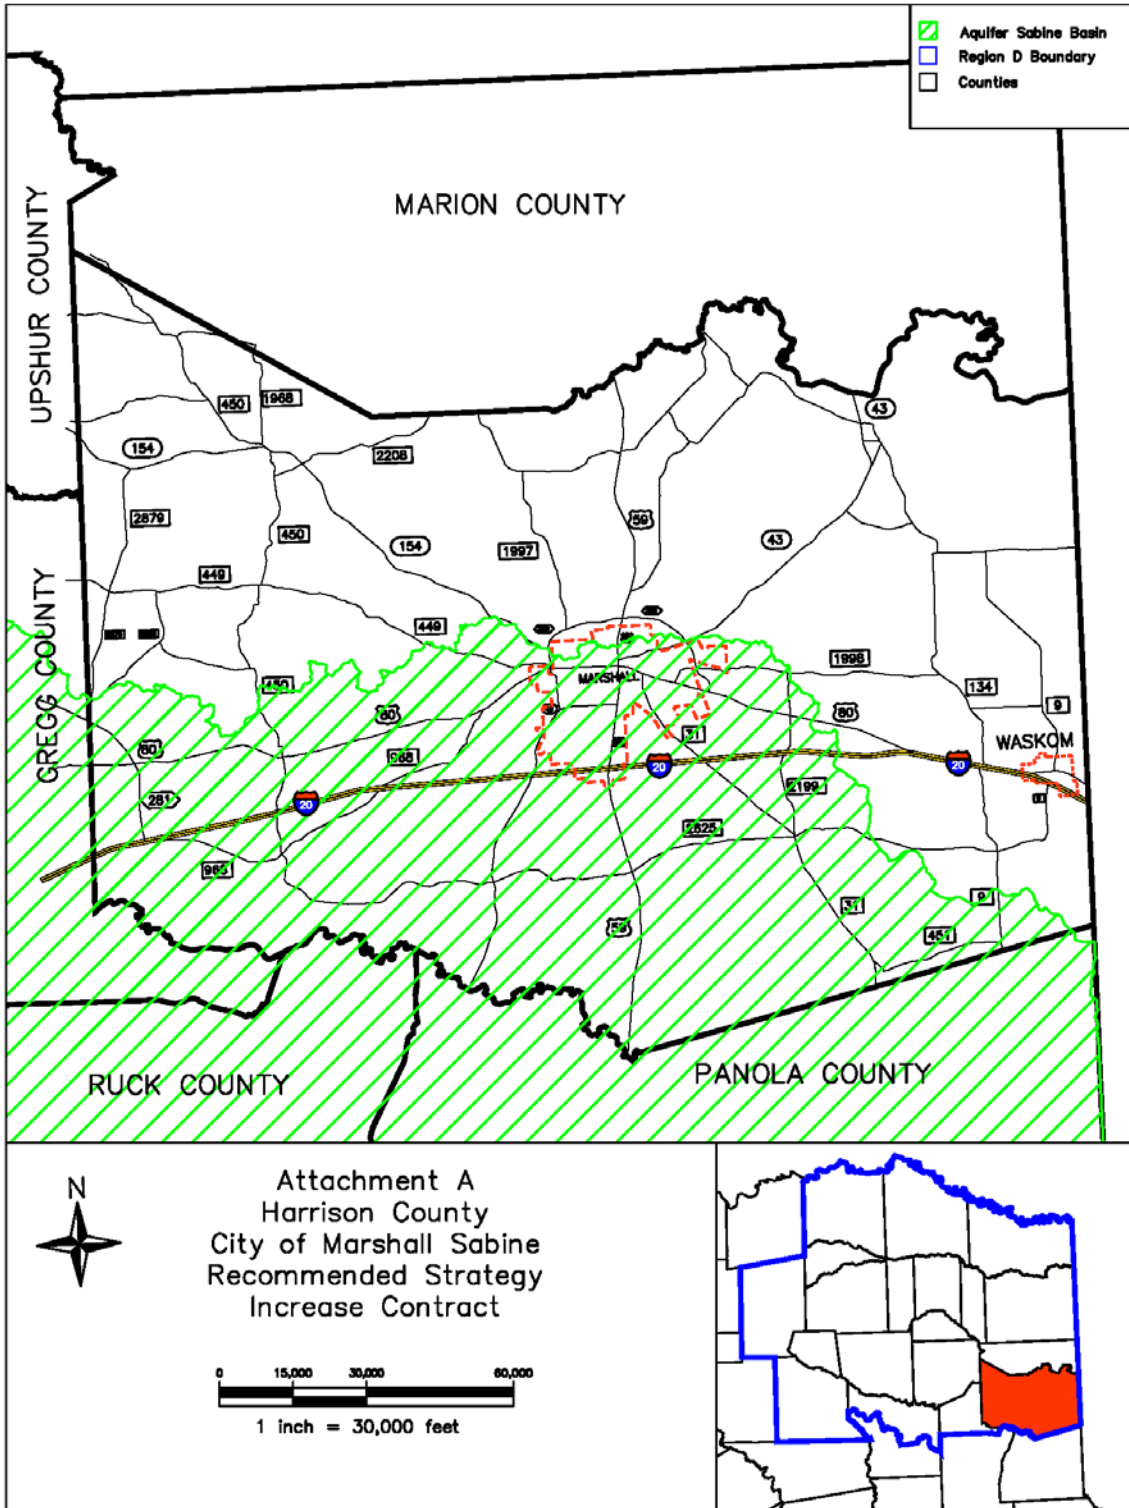 Aquifer Sabine Basin
Region D Boundary
Counties
MARION COUNTY
UPSHUR COUNTY
450
1968
43
154
2208
2879
450
154
1997
59
43
449
GREGG COUNTY
449
1998
450
MARSHALL
134
9
80
80
31
WASKOM
80
968
20
20
281
20
2199
2625
968
31
9
59
451
RUCK COUNTY
PANOLA COUNTY
N
Attachment A
Harrison County
City of Marshall Sabine
Recommended Strategy
Increase Contract
0 15,000 30,000 60,000
1 inch = 30,000 feet